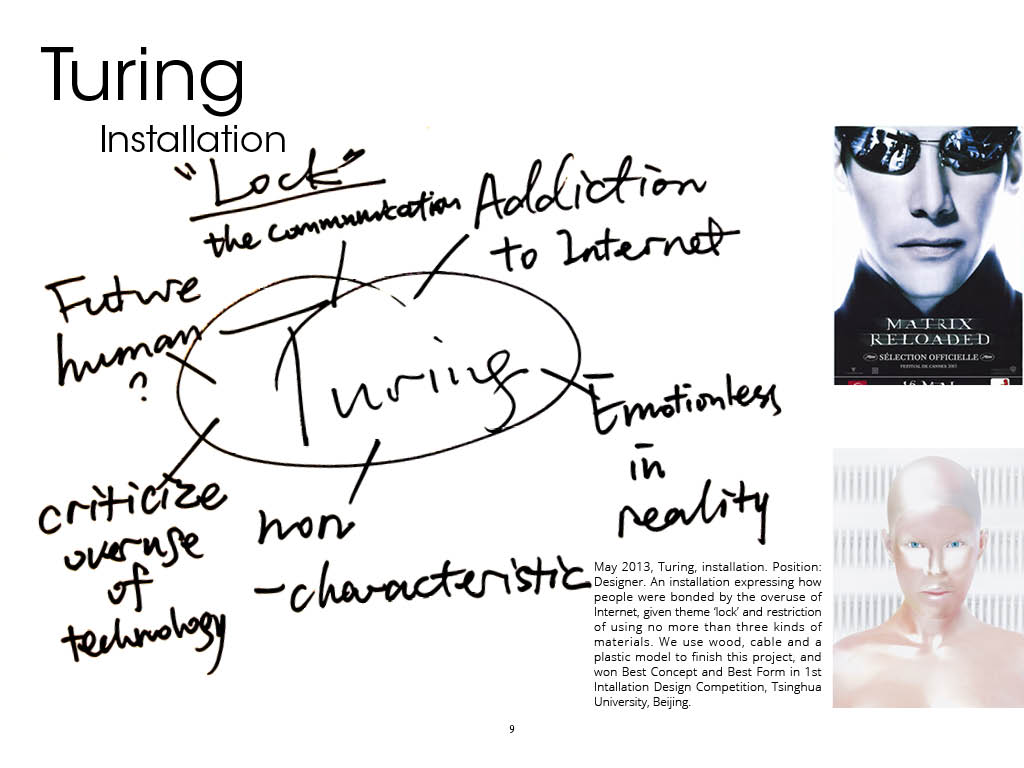 Turing
Installation
"Lock"
the communication
Addiction
to Internet
Future
human
?
Turing
Emotionless
in
reality
criticize
overuse
of
technology
non
-characteristic
MATRIX
RELOADED
SÉLECTION OFFICIELLE
FESTIVAL DE CANNES 2003
16 MAI
May 2013, Turing, installation. Position:
Designer. An installation expressing how
people were bonded by the overuse of
Internet, given theme ‘lock’ and restriction
of using no more than three kinds of
materials. We use wood, cable and a
plastic model to finish this project, and
won Best Concept and Best Form in 1st
Intallation Design Competition, Tsinghua
University, Beijing.
9